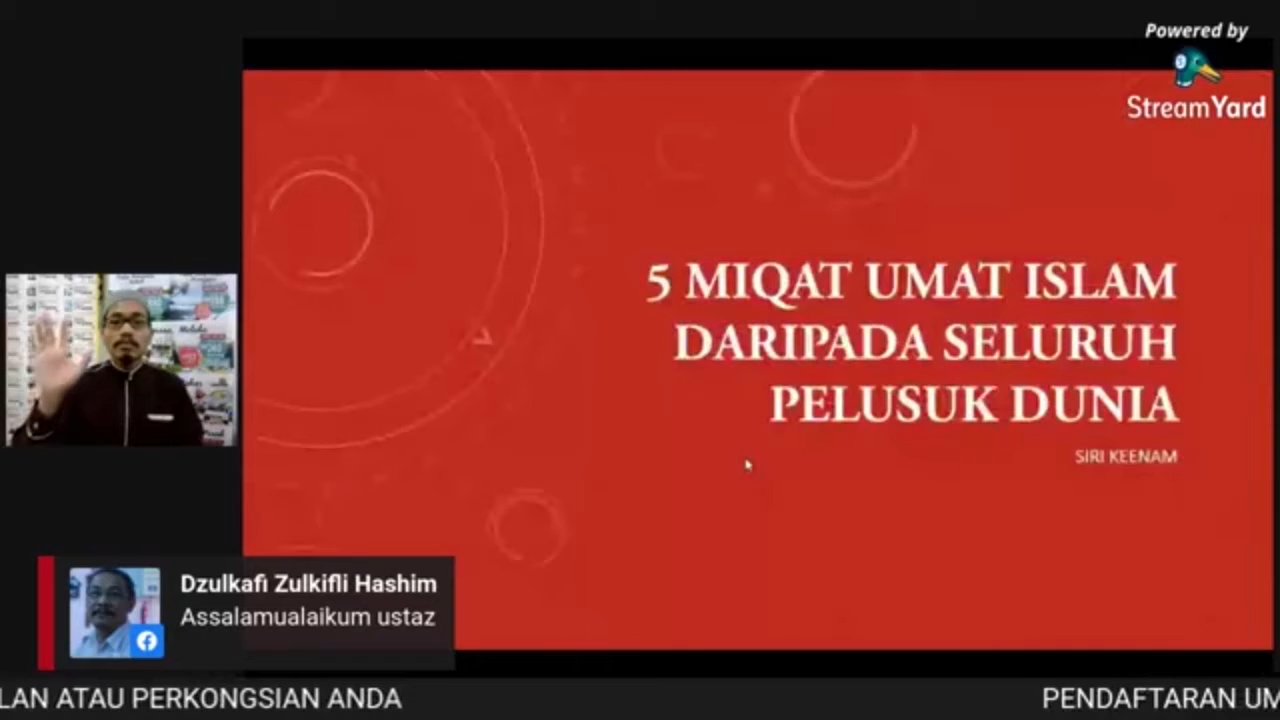 Powered by
StreamYard
5 MIQAT UMAT ISLAM
DARIPADA SELURUH
PELUSUK DUNIA
SIRI KEENAM
Dzulkafi Zulkifli Hashim
Assalamualaikum ustaz
LAN ATAU PERKONGSIAN ANDA
PENDAFTARAN UM